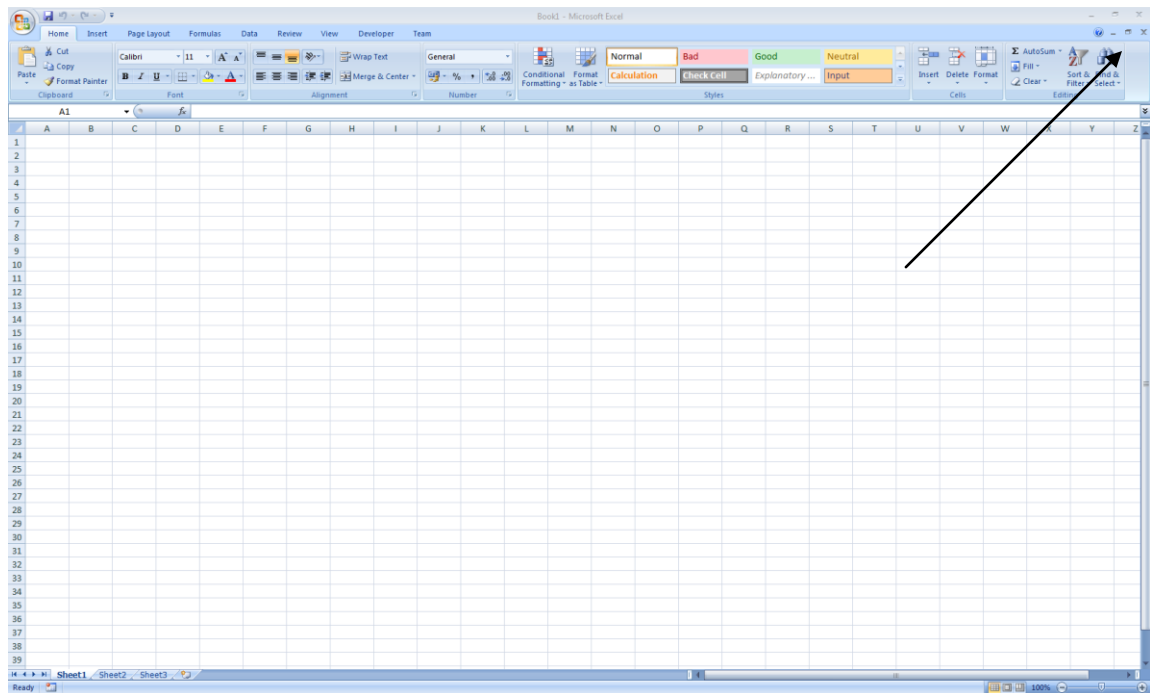 Book1 - Microsoft Excel
Home Insert Page Layout Formulas Data Review View Developer Team
Cut
Copy
Format Painter
Paste
Clipboard
Calibri 11 A A
B I U A
Font
Wrap Text
Merge & Center
Alignment
General
% , .0 .00 .00 .0
Number
Conditional Formatting
Format as Table
Normal Bad Good Neutral
Calculation Check Cell Explanatory ... Input
Styles
Insert Delete Format
Cells
Σ AutoSum
Fill
Clear
Sort & Filter
Find & Select
A1 fx
A B C D E F G H I J K L M N O P Q R S T U V W X Y Z
1
2
3
4
5
6
7
8
9
10
11
12
13
14
15
16
17
18
19
20
21
22
23
24
25
26
27
28
29
30
31
32
33
34
35
36
37
38
39
Sheet1 Sheet2 Sheet3
Ready 100%